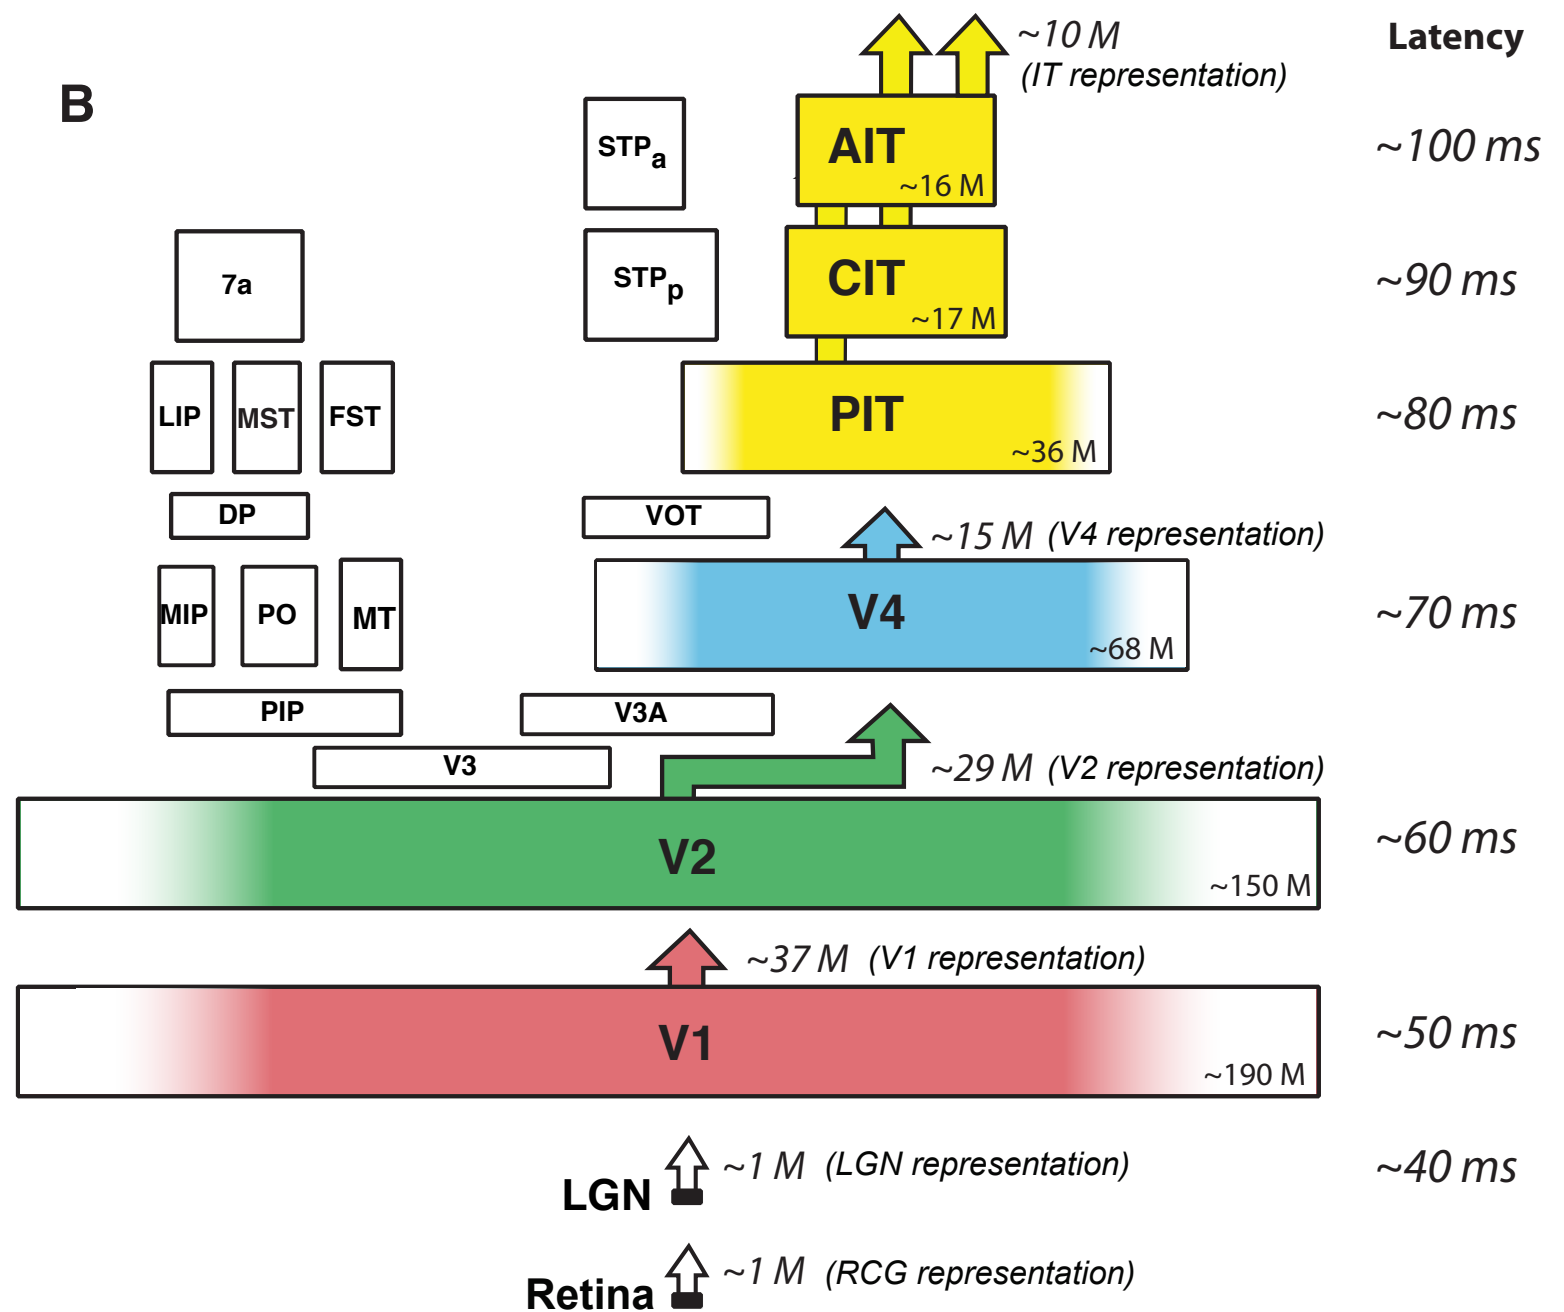 B
Latency
~10 M
(IT representation)
STPa
AIT
~16 M
~100 ms
7a
STPp
CIT
~17 M
~90 ms
LIP
MST
FST
PIT
~36 M
~80 ms
DP
VOT
~15 M (V4 representation)
MIP
PO
MT
V4
~68 M
~70 ms
PIP
V3A
V3
~29 M (V2 representation)
V2
~150 M
~60 ms
~37 M (V1 representation)
V1
~190 M
~50 ms
LGN
~1 M (LGN representation)
~40 ms
Retina
~1 M (RCG representation)